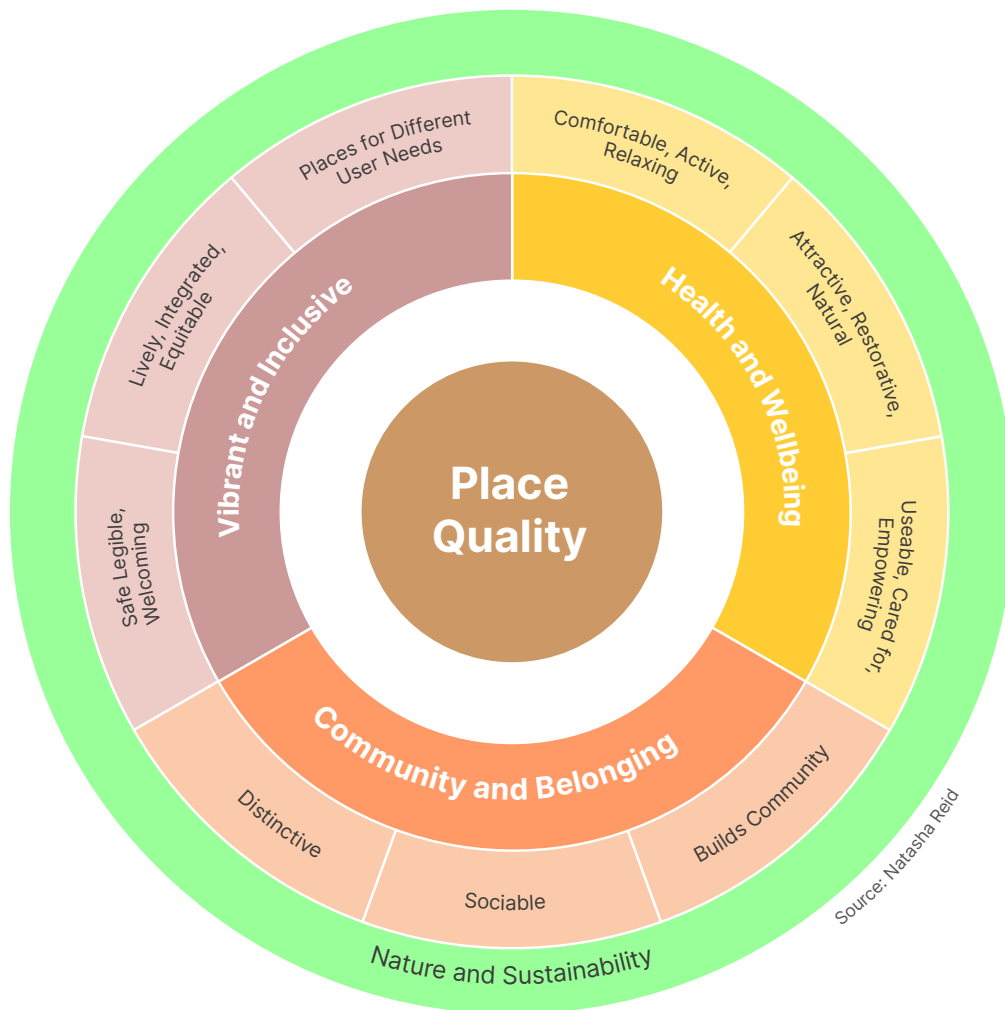 Place
Quality
Health and Wellbeing
Comfortable, Active,
Relaxing
Attractive, Restorative,
Natural
Useable, Cared for,
Empowering
Community and Belonging
Builds Community
Sociable
Distinctive
Vibrant and Inclusive
Safe Legible,
Welcoming
Lively, Integrated,
Equitable
Places for Different
User Needs
Nature and Sustainability
Source: Natasha Reid